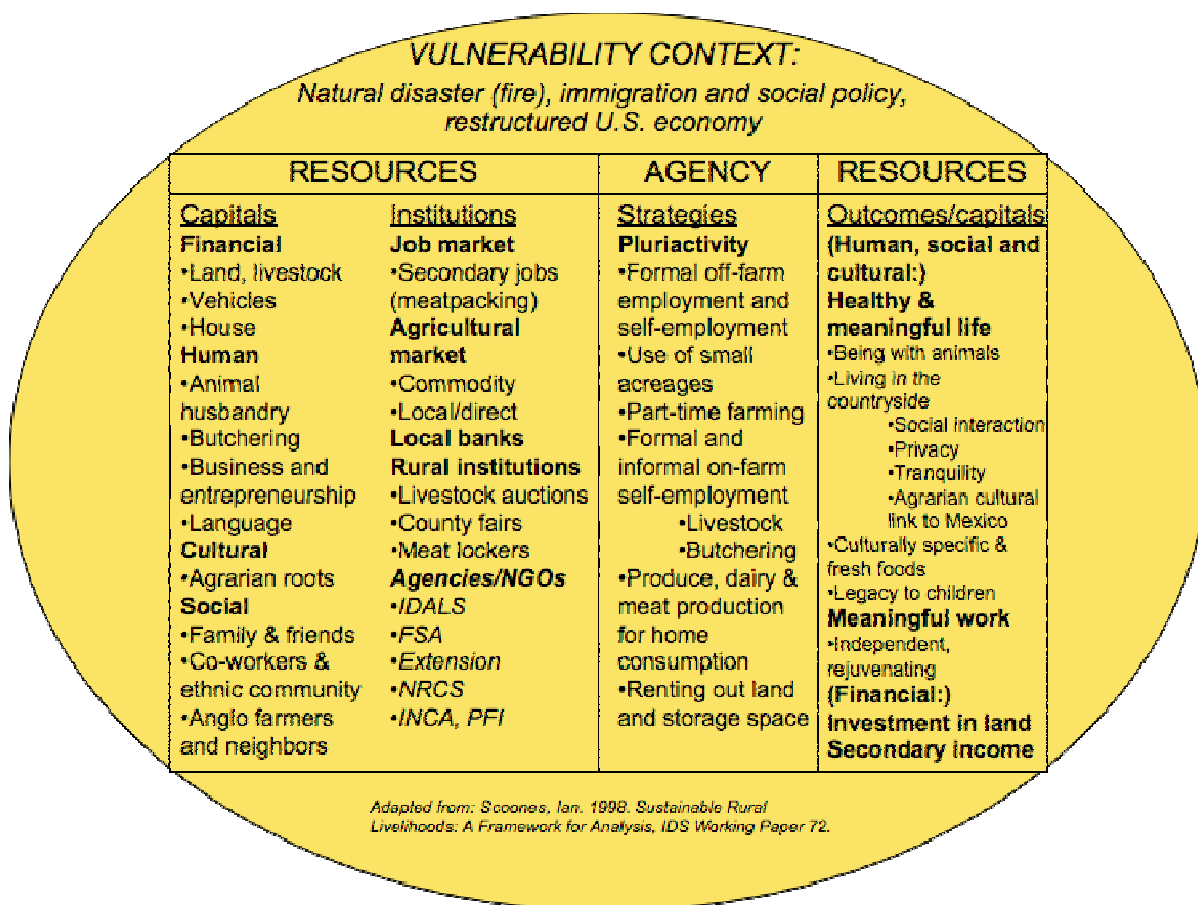 VULNERABILITY CONTEXT:
Natural disaster (fire), immigration and social policy,
restructured U.S. economy
RESOURCES
AGENCY
RESOURCES
Capitals
Financial
•Land, livestock
•Vehicles
•House
Human
•Animal
husbandry
•Butchering
•Business and
entrepreneurship
•Language
Cultural
•Agrarian roots
Social
•Family & friends
•Co-workers &
ethnic community
•Anglo farmers
and neighbors
Institutions
Job market
•Secondary jobs
(meatpacking)
Agricultural
market
•Commodity
•Local/direct
Local banks
Rural institutions
•Livestock auctions
•County fairs
•Meat lockers
Agencies/NGOs
•IDALS
•FSA
•Extension
•NRCS
•INCA, PFI
Strategies
Pluriactivity
•Formal off-farm
employment and
self-employment
•Use of small
acreages
•Part-time farming
•Formal and
informal on-farm
self-employment
•Livestock
•Butchering
•Produce, dairy &
meat production
for home
consumption
•Renting out land
and storage space
Outcomes/capitals
(Human, social and
cultural:)
Healthy &
meaningful life
•Being with animals
•Living in the
countryside
•Social interaction
•Privacy
•Tranquility
•Agrarian cultural
link to Mexico
•Culturally specific &
fresh foods
•Legacy to children
Meaningful work
•Independent,
rejuvenating
(Financial:)
Investment in land
Secondary income
Adapted from: Scoones, Ian. 1998. Sustainable Rural
Livelihoods: A Framework for Analysis, IDS Working Paper 72.